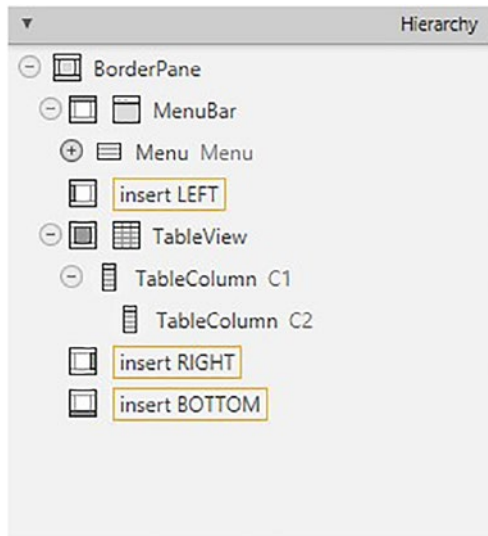 Hierarchy
BorderPane
MenuBar
Menu Menu
insert LEFT
TableView
TableColumn C1
TableColumn C2
insert RIGHT
insert BOTTOM